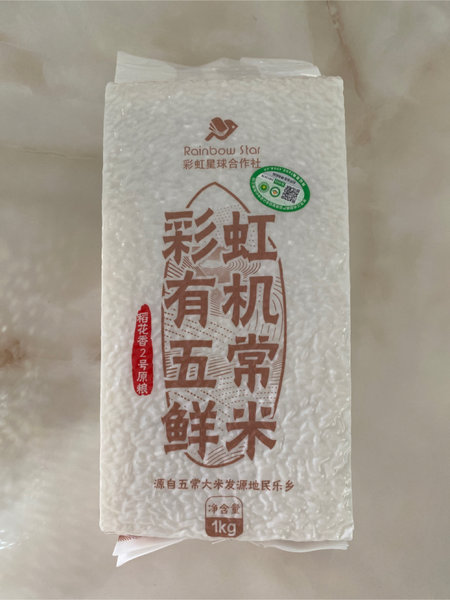 Rainbow Star
彩虹星球合作社
彩虹
有机
五常
鲜米
稻花香2号原粮
源自五常大米发源地民乐乡
净含量
1kg